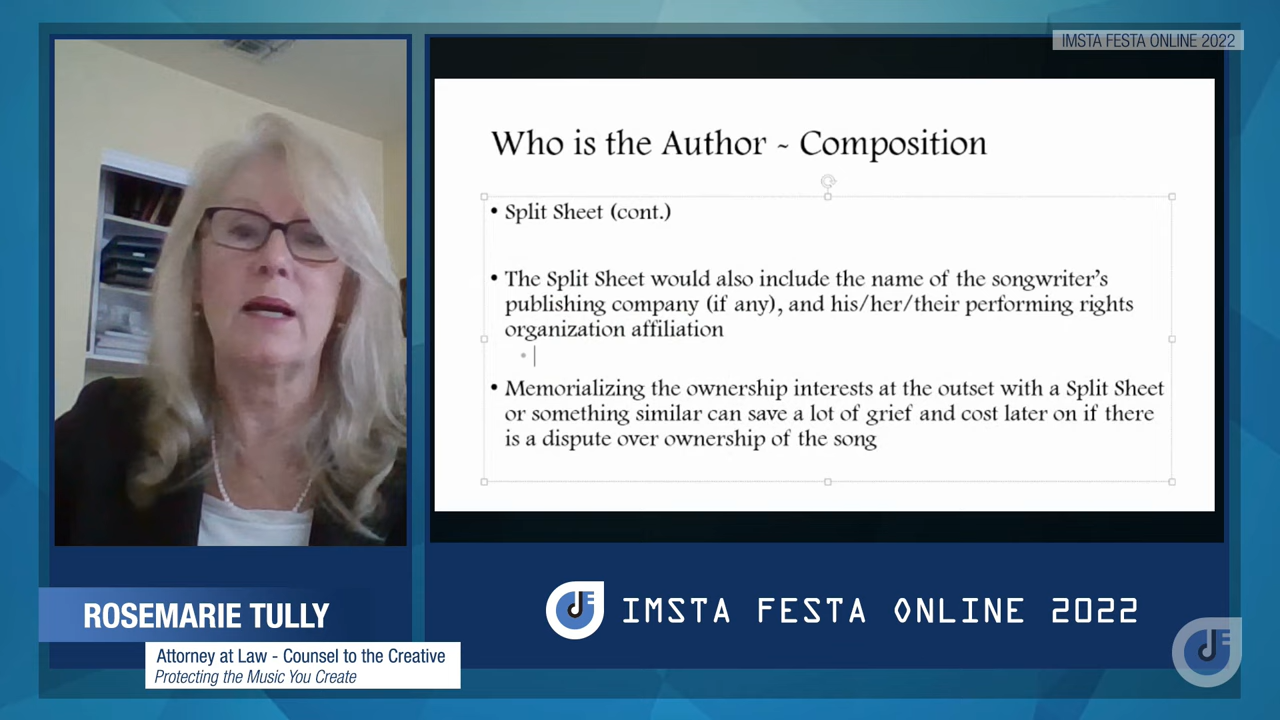 IMSTA FESTA ONLINE 2022
Who is the Author ~ Composition
• Split Sheet (cont.)
• The Split Sheet would also include the name of the songwriter’s
publishing company (if any), and his/her/their performing rights
organization affiliation
• Memorializing the ownership interests at the outset with a Split Sheet
or something similar can save a lot of grief and cost later on if there
is a dispute over ownership of the song
ROSEMARIE TULLY
Attorney at Law - Counsel to the Creative
Protecting the Music You Create
IMSTA FESTA ONLINE 2022